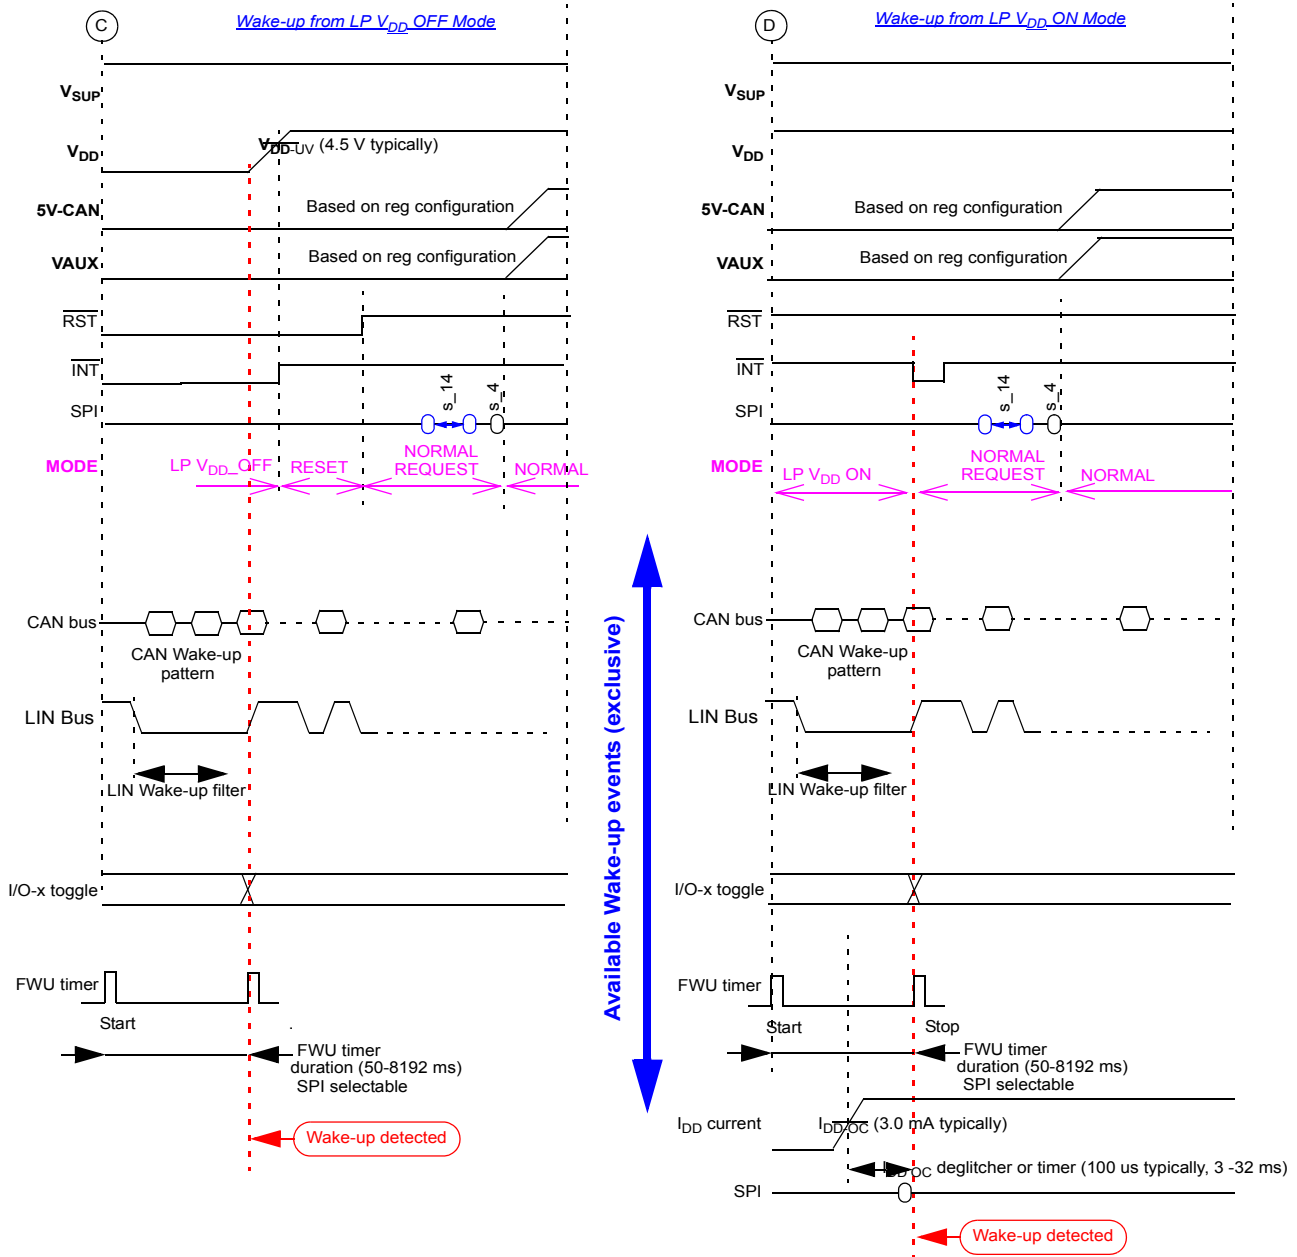 C
Wake-up from LP VDD OFF Mode
VSUP
VDD
VDD-UV (4.5 V typically)
5V-CAN
Based on reg configuration
VAUX
Based on reg configuration
RST
INT
SPI
s_14
s_4
MODE
LP VDD_OFF
RESET
NORMAL
REQUEST
NORMAL
CAN bus
CAN Wake-up
pattern
LIN Bus
LIN Wake-up filter
I/O-x toggle
FWU timer
Start
FWU timer
duration (50-8192 ms)
SPI selectable
Wake-up detected
Available Wake-up events (exclusive)
D
Wake-up from LP VDD ON Mode
VSUP
VDD
5V-CAN
Based on reg configuration
VAUX
Based on reg configuration
RST
INT
SPI
s_14
s_4
MODE
LP VDD ON
NORMAL
REQUEST
NORMAL
CAN bus
CAN Wake-up
pattern
LIN Bus
LIN Wake-up filter
I/O-x toggle
FWU timer
Start
Stop
FWU timer
duration (50-8192 ms)
SPI selectable
IDD current
IDD-OC (3.0 mA typically)
IDD-OC deglitcher or timer (100 us typically, 3 -32 ms)
SPI
Wake-up detected